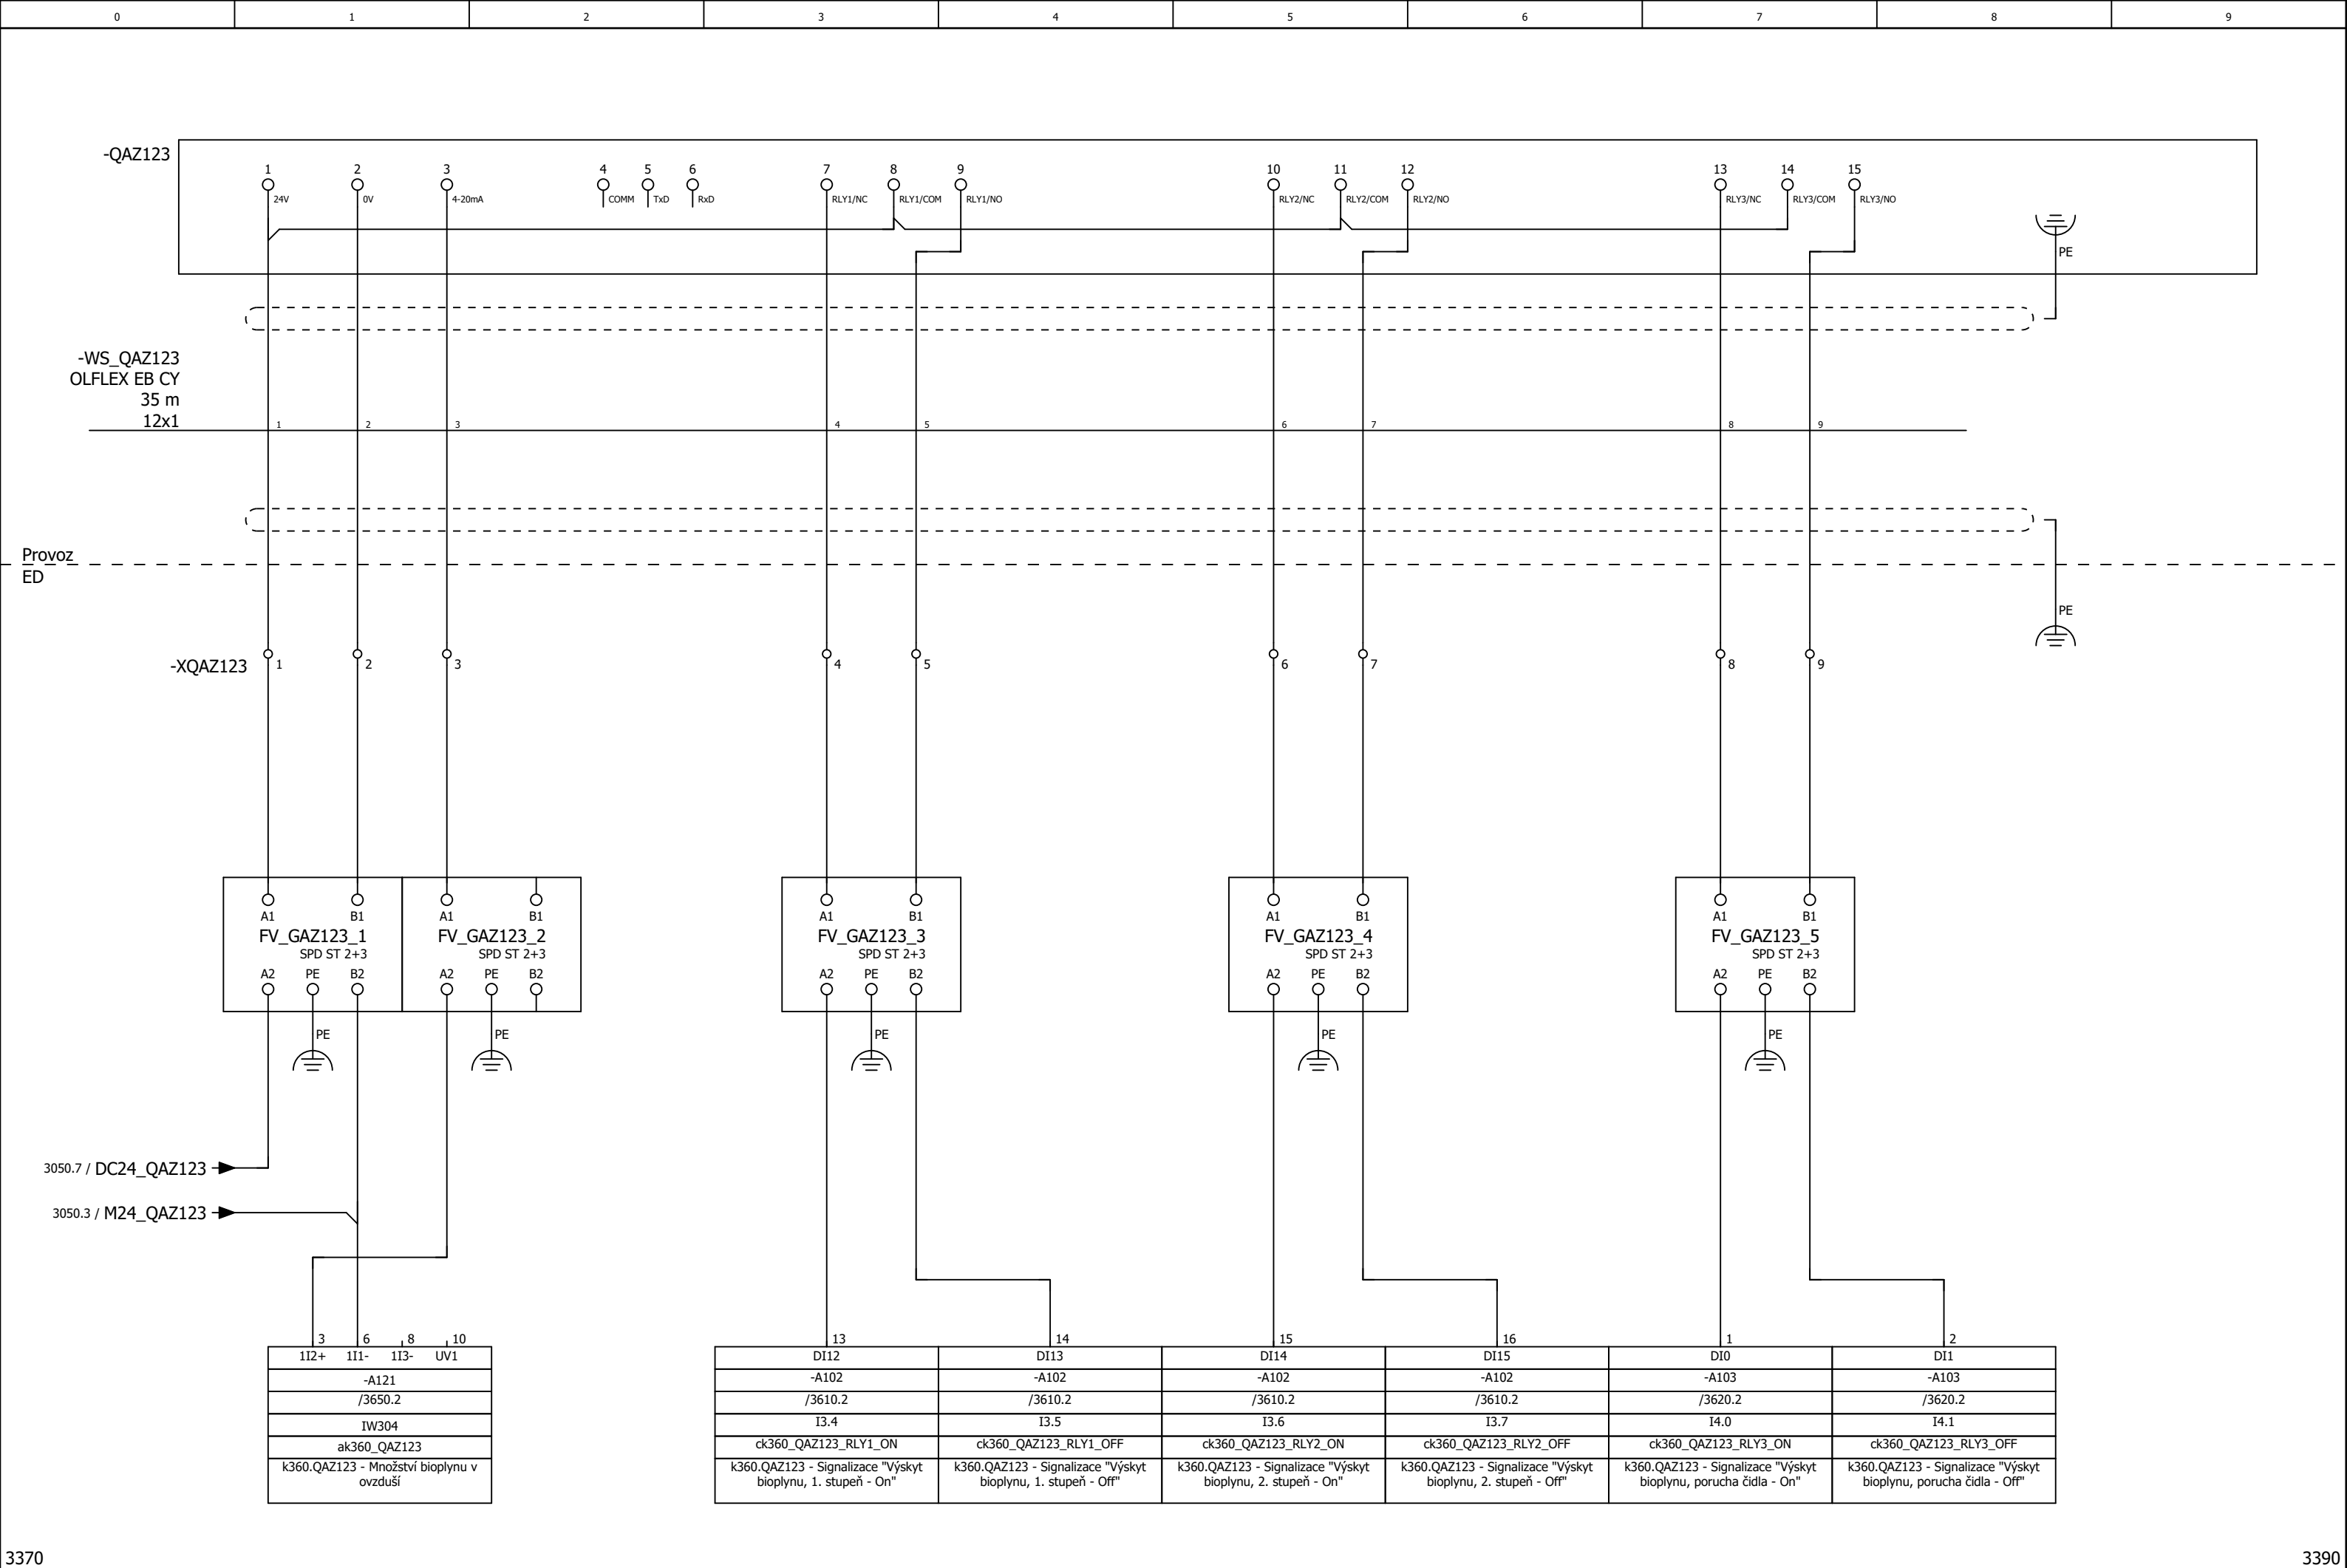 0 1 2 3 4 5 6 7 8 9
-QAZ123
1 2 3 4 5 6 7 8 9 10 11 12 13 14 15
24V 0V 4-20mA COMM TxD RxD RLY1/NC RLY1/COM RLY1/NO RLY2/NC RLY2/COM RLY2/NO RLY3/NC RLY3/COM RLY3/NO
PE
-WS_QAZ123
OLFLEX EB CY
35 m
12x1
1 2 3 4 5 6 7 8 9
Provoz
ED
PE
-XQAZ123 1 2 3 4 5 6 7 8 9
A1 B1 A1 B1 A1 B1 A1 B1 A1 B1
FV_GAZ123_1 FV_GAZ123_2 FV_GAZ123_3 FV_GAZ123_4 FV_GAZ123_5
SPD ST 2+3 SPD ST 2+3 SPD ST 2+3 SPD ST 2+3 SPD ST 2+3
A2 PE B2 A2 PE B2 A2 PE B2 A2 PE B2 A2 PE B2
PE PE PE PE PE
3050.7 / DC24_QAZ123
3050.3 / M24_QAZ123
3 6 8 10 13 14 15 16 1 2
1I2+ 1I1- 1I3- UV1 DI12 DI13 DI14 DI15 DI0 DI1
-A121 -A102 -A102 -A102 -A102 -A103 -A103
/3650.2 /3610.2 /3610.2 /3610.2 /3610.2 /3620.2 /3620.2
IW304 I3.4 I3.5 I3.6 I3.7 I4.0 I4.1
ak360_QAZ123 ck360_QAZ123_RLY1_ON ck360_QAZ123_RLY1_OFF ck360_QAZ123_RLY2_ON ck360_QAZ123_RLY2_OFF ck360_QAZ123_RLY3_ON ck360_QAZ123_RLY3_OFF
k360.QAZ123 - Množství bioplynu v
ovzduší
k360.QAZ123 - Signalizace "Výskyt
bioplynu, 1. stupeň - On"
k360.QAZ123 - Signalizace "Výskyt
bioplynu, 1. stupeň - Off"
k360.QAZ123 - Signalizace "Výskyt
bioplynu, 2. stupeň - On"
k360.QAZ123 - Signalizace "Výskyt
bioplynu, 2. stupeň - Off"
k360.QAZ123 - Signalizace "Výskyt
bioplynu, porucha čidla - On"
k360.QAZ123 - Signalizace "Výskyt
bioplynu, porucha čidla - Off"
3370 3390